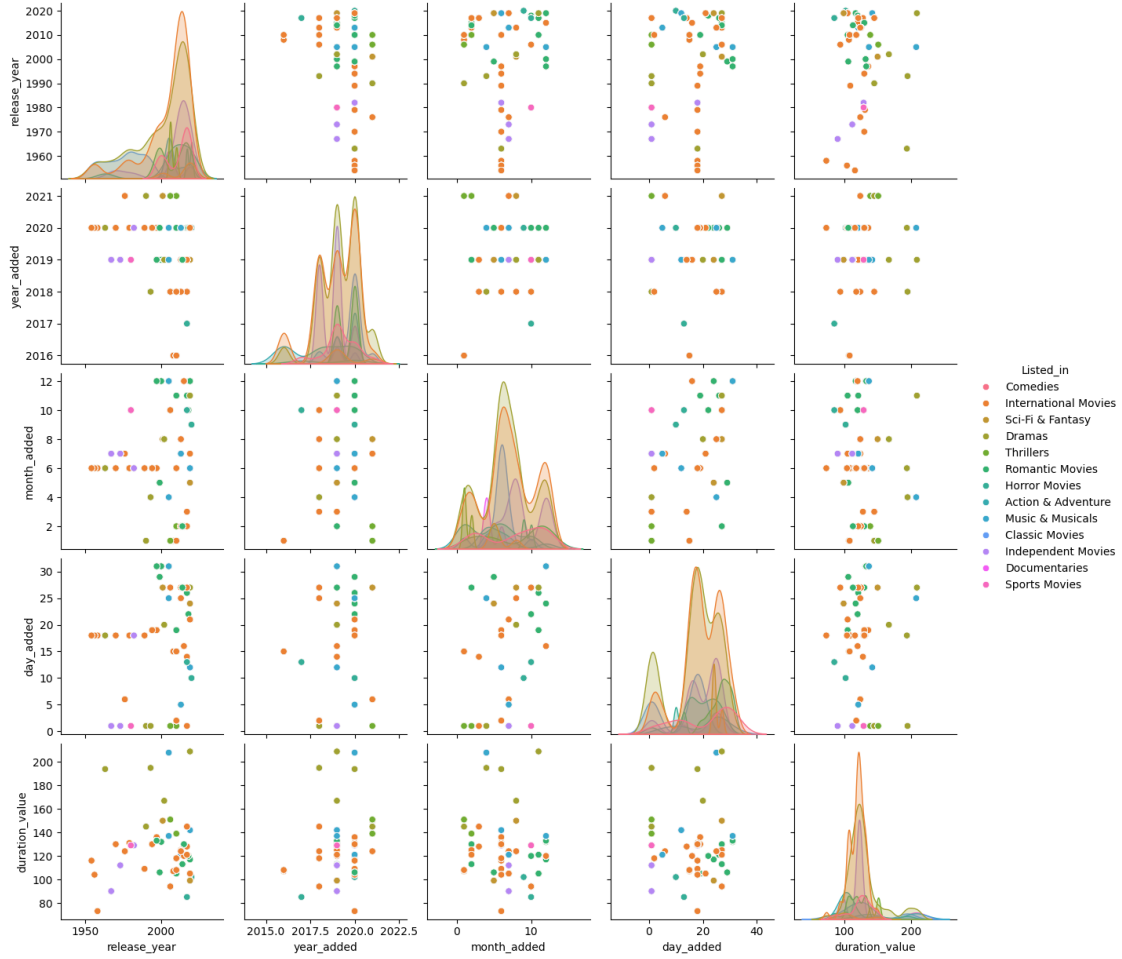 2020
2010
2000
1990
1980
1970
1960
release_year
2021
2020
2019
2018
2017
2016
year_added
12
10
8
6
4
2
month_added
30
25
20
15
10
5
0
day_added
200
180
160
140
120
100
80
duration_value
1950 2000
release_year
2015.0 2017.5 2020.0 2022.5
year_added
0 10
month_added
0 20 40
day_added
100 200
duration_value
Listed_in
Comedies
International Movies
Sci-Fi & Fantasy
Dramas
Thrillers
Romantic Movies
Horror Movies
Action & Adventure
Music & Musicals
Classic Movies
Independent Movies
Documentaries
Sports Movies